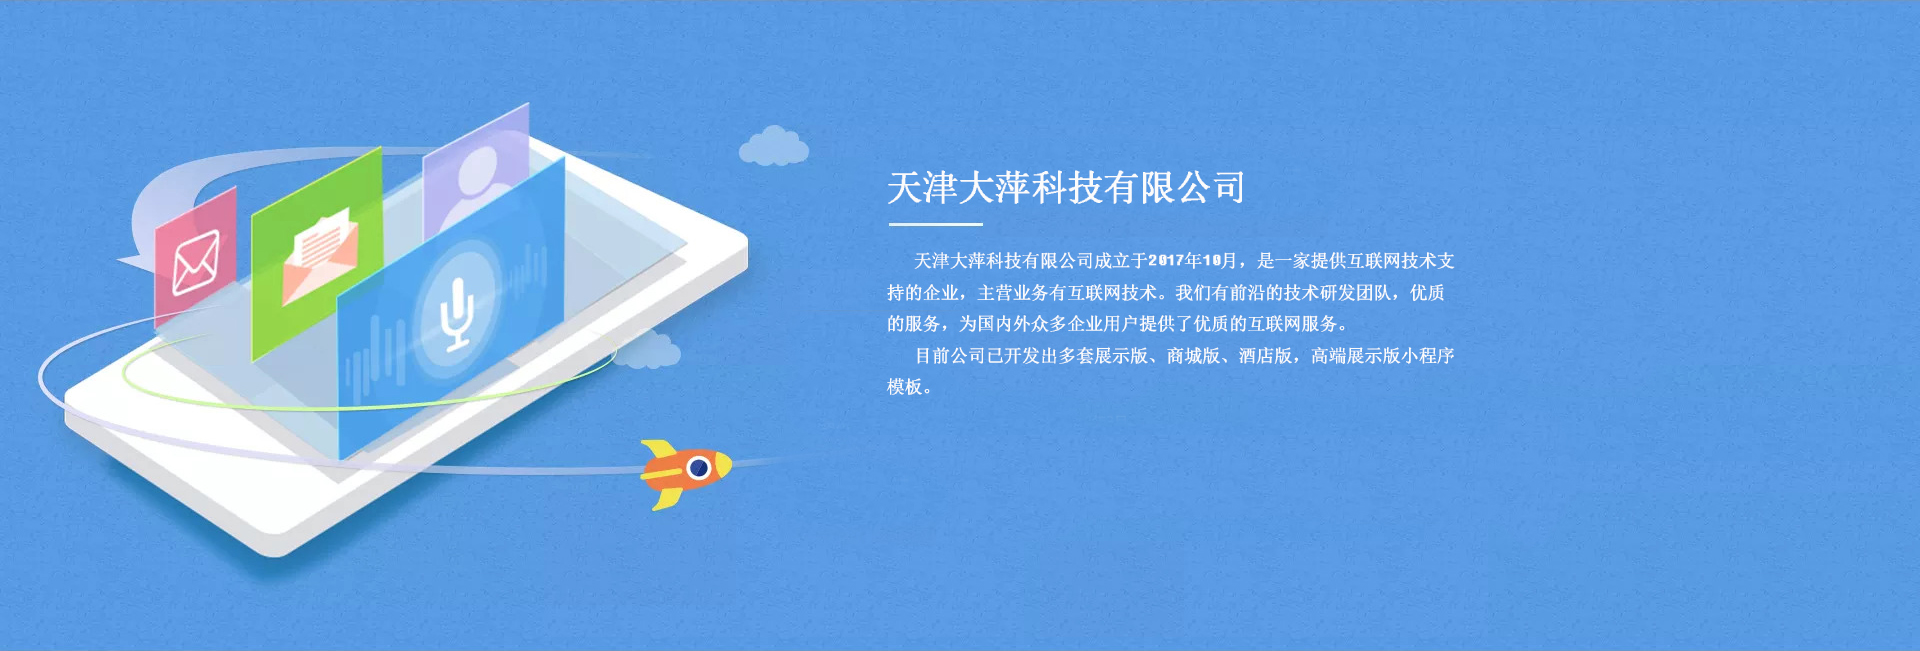 天津大萍科技有限公司
天津大萍科技有限公司成立于2017年10月，是一家提供互联网技术支
持的企业，主营业务有互联网技术。我们有前沿的技术研发团队，优质
的服务，为国内外众多企业用户提供了优质的互联网服务。
目前公司已开发出多套展示版、商城版、酒店版，高端展示版小程序
模板。